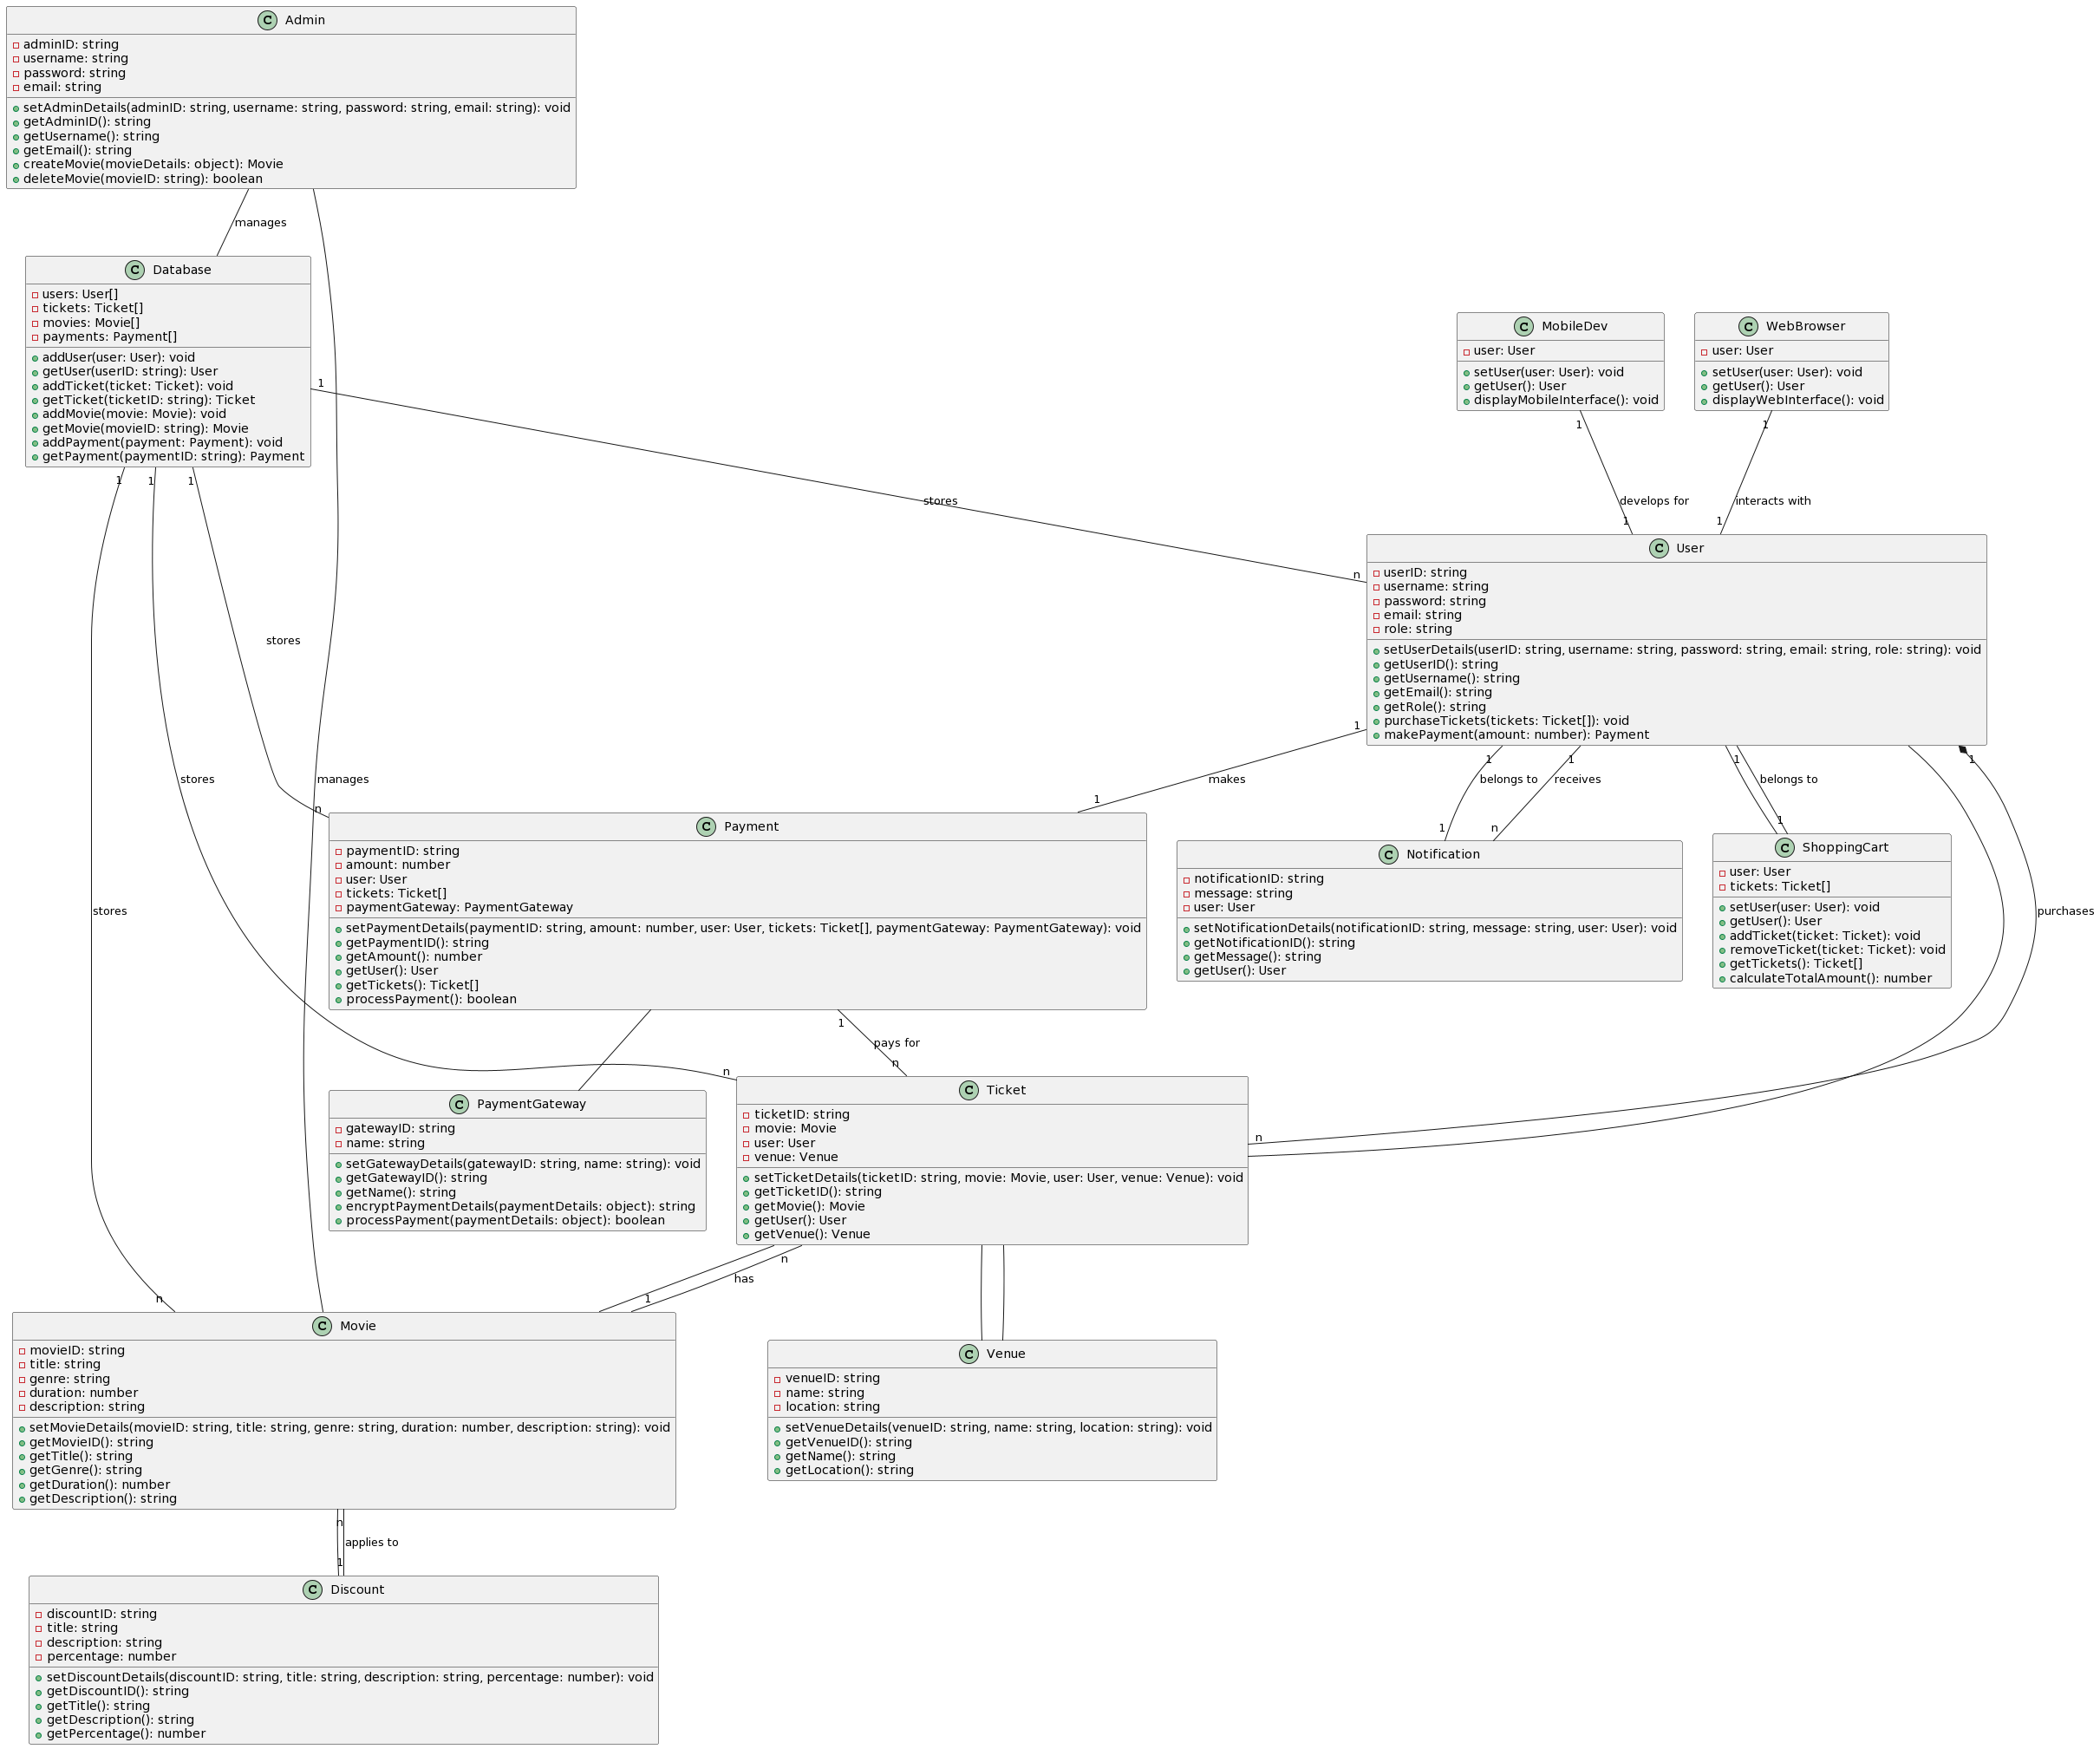 C Admin
adminID: string
username: string
password: string
email: string
setAdminDetails(adminID: string, username: string, password: string, email: string): void
getAdminID(): string
getUsername(): string
getEmail(): string
createMovie(movieDetails: object): Movie
deleteMovie(movieID: string): boolean
manages
C Database
users: User[]
tickets: Ticket[]
movies: Movie[]
payments: Payment[]
addUser(user: User): void
getUser(userID: string): User
addTicket(ticket: Ticket): void
getTicket(ticketID: string): Ticket
addMovie(movie: Movie): void
getMovie(movieID: string): Movie
addPayment(payment: Payment): void
getPayment(paymentID: string): Payment
C MobileDev
user: User
setUser(user: User): void
getUser(): User
displayMobileInterface(): void
C WebBrowser
user: User
setUser(user: User): void
getUser(): User
displayWebInterface(): void
1
1
1
1 1 1
stores
develops for
interacts with
1
1
n
C User
userID: string
username: string
password: string
email: string
role: string
setUserDetails(userID: string, username: string, password: string, email: string, role: string): void
getUserID(): string
getUsername(): string
getEmail(): string
getRole(): string
purchaseTickets(tickets: Ticket[]): void
makePayment(amount: number): Payment
stores
1
1
1
1
1
stores
manages
makes
belongs to
receives
belongs to
n
1
1
n
1
C Payment
paymentID: string
amount: number
user: User
tickets: Ticket[]
paymentGateway: PaymentGateway
setPaymentDetails(paymentID: string, amount: number, user: User, tickets: Ticket[], paymentGateway: PaymentGateway): void
getPaymentID(): string
getAmount(): number
getUser(): User
getTickets(): Ticket[]
processPayment(): boolean
C Notification
notificationID: string
message: string
user: User
setNotificationDetails(notificationID: string, message: string, user: User): void
getNotificationID(): string
getMessage(): string
getUser(): User
C ShoppingCart
user: User
tickets: Ticket[]
setUser(user: User): void
getUser(): User
addTicket(ticket: Ticket): void
removeTicket(ticket: Ticket): void
getTickets(): Ticket[]
calculateTotalAmount(): number
stores
purchases
1
pays for
n
n
n
C PaymentGateway
gatewayID: string
name: string
setGatewayDetails(gatewayID: string, name: string): void
getGatewayID(): string
getName(): string
encryptPaymentDetails(paymentDetails: object): string
processPayment(paymentDetails: object): boolean
C Ticket
ticketID: string
movie: Movie
user: User
venue: Venue
setTicketDetails(ticketID: string, movie: Movie, user: User, venue: Venue): void
getTicketID(): string
getMovie(): Movie
getUser(): User
getVenue(): Venue
n
has
n
1
C Movie
movieID: string
title: string
genre: string
duration: number
description: string
setMovieDetails(movieID: string, title: string, genre: string, duration: number, description: string): void
getMovieID(): string
getTitle(): string
getGenre(): string
getDuration(): number
getDescription(): string
C Venue
venueID: string
name: string
location: string
setVenueDetails(venueID: string, name: string, location: string): void
getVenueID(): string
getName(): string
getLocation(): string
n
applies to
1
C Discount
discountID: string
title: string
description: string
percentage: number
setDiscountDetails(discountID: string, title: string, description: string, percentage: number): void
getDiscountID(): string
getTitle(): string
getDescription(): string
getPercentage(): number